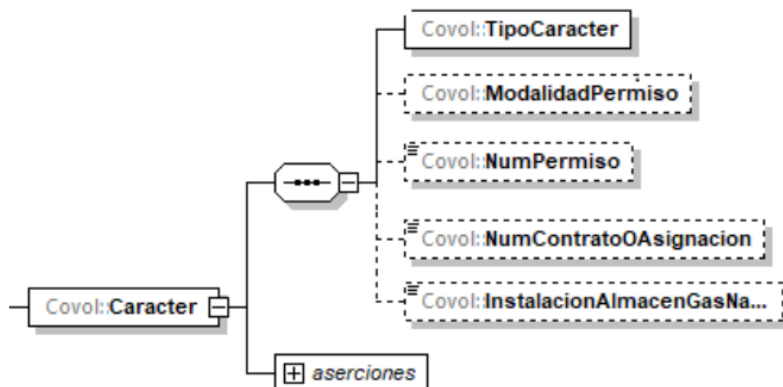 Covol::TipoCaracter
Covol::ModalidadPermiso
Covol::NumPermiso
Covol::NumContratoOAsignacion
Covol::Caracter
Covol::InstalacionAlmacenGasNa...
aserciones